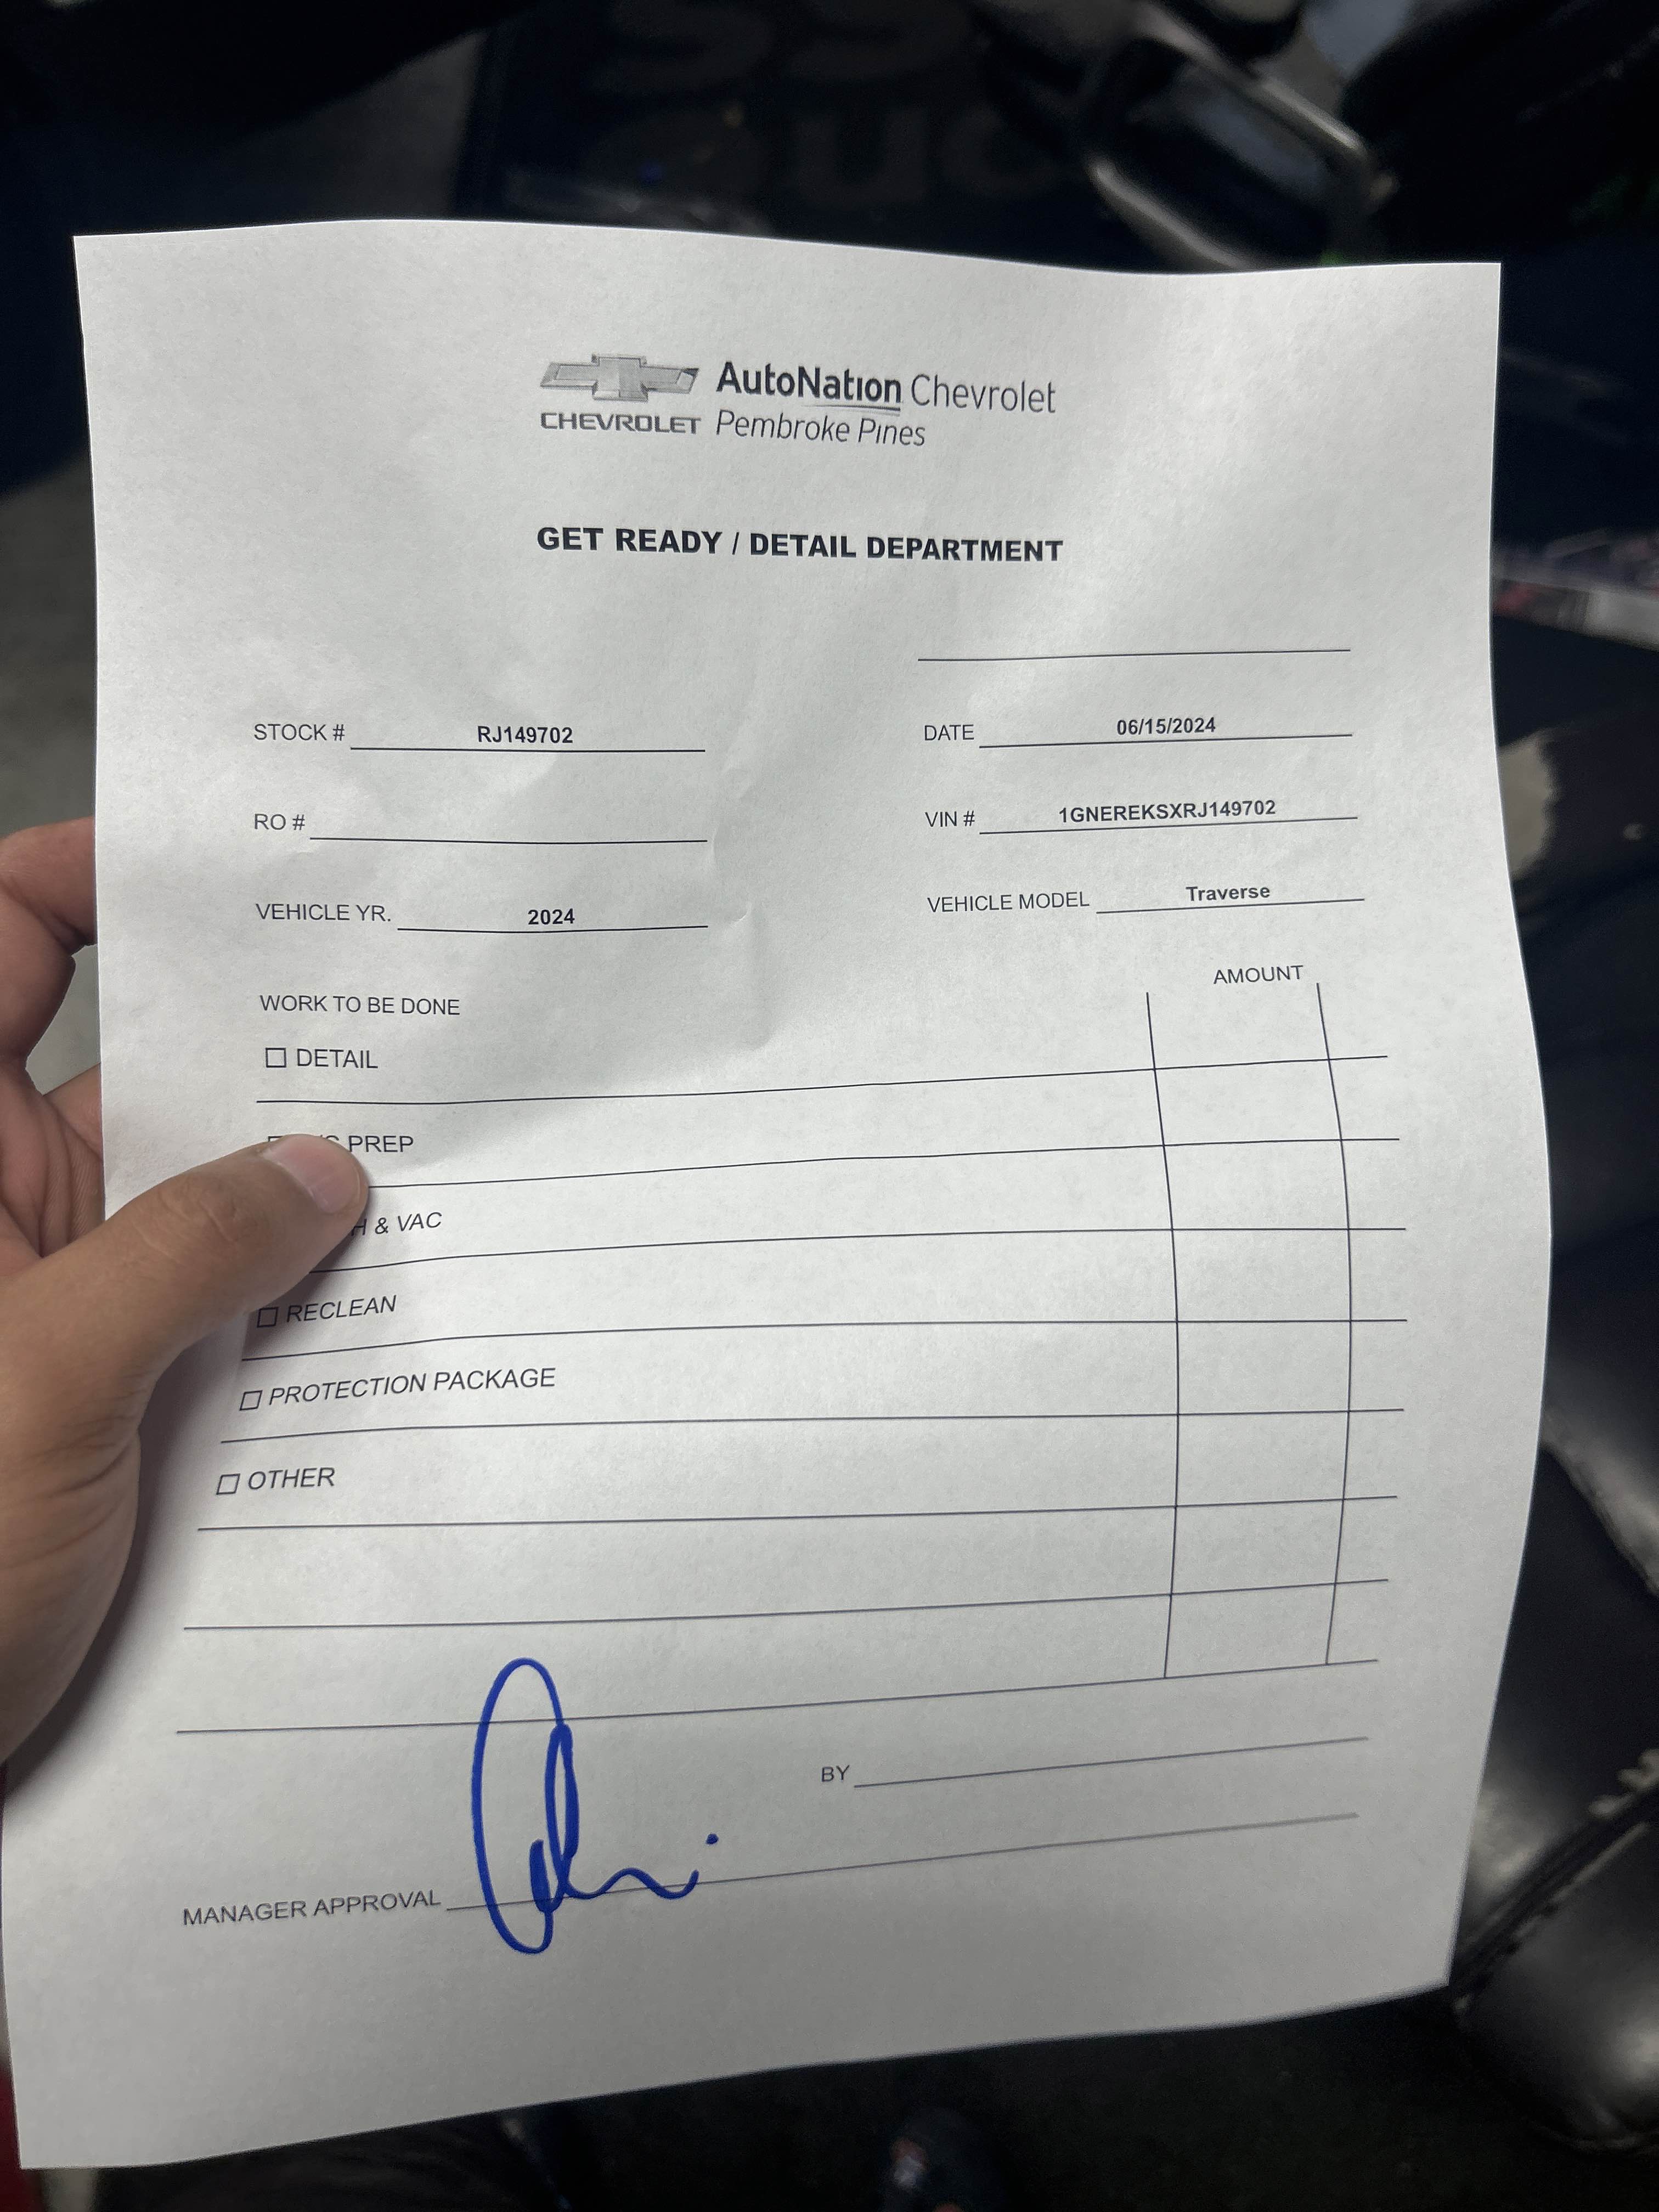 AutoNation Chevrolet
CHEVROLET Pembroke Pines
GET READY / DETAIL DEPARTMENT
STOCK # RJ149702
DATE 06/15/2024
RO #
VIN # 1GNEREKSXRJ149702
VEHICLE YR. 2024
VEHICLE MODEL Traverse
AMOUNT
WORK TO BE DONE
DETAIL
PREP
& VAC
RECLEAN
PROTECTION PACKAGE
OTHER
BY
MANAGER APPROVAL